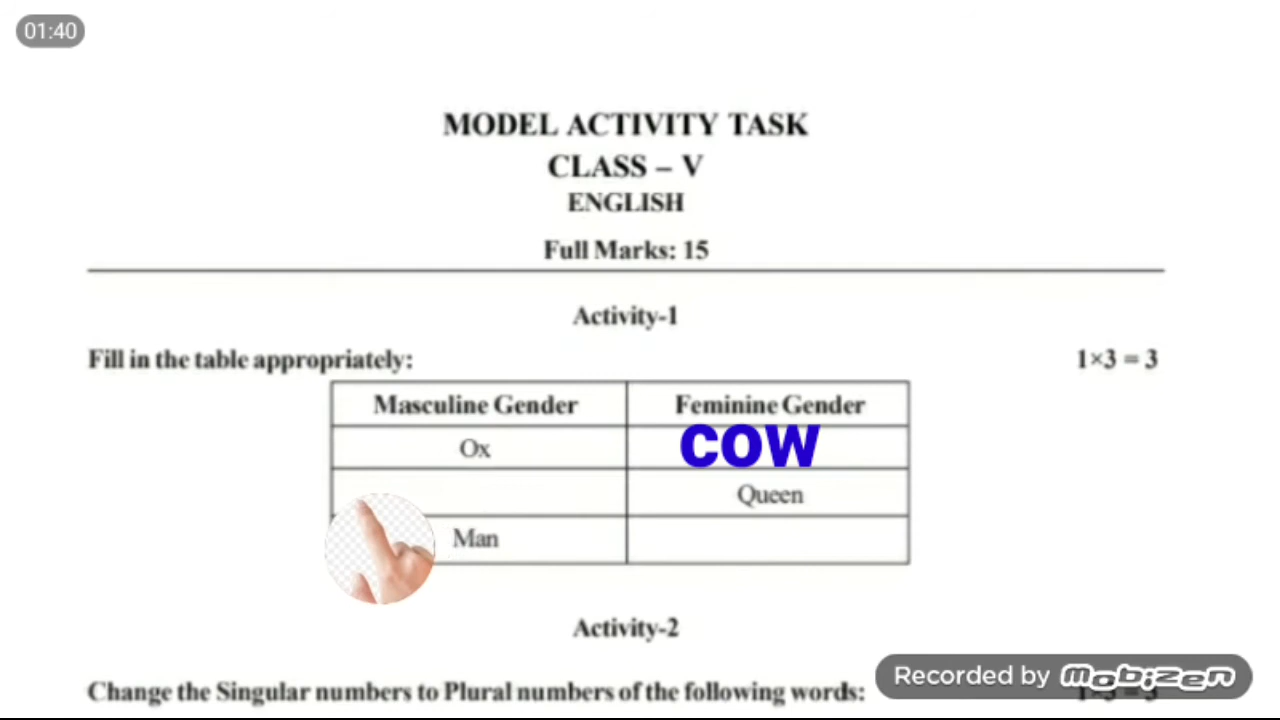 01:40
MODEL ACTIVITY TASK
CLASS – V
ENGLISH
Full Marks: 15
Activity-1
Fill in the table appropriately: 1×3 = 3
Masculine Gender Feminine Gender
Ox COW
Queen
Man
Activity-2
Change the Singular numbers to Plural numbers of the following words:
Recorded by mobizen